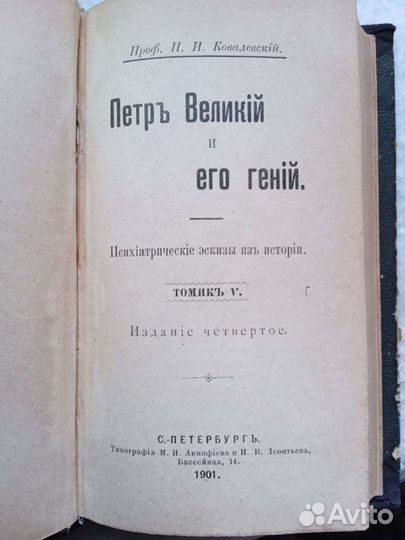 Проф. П. И. Ковалевскій.
Петръ Великій
и
его геній.
Психіатрическіе эскизы изъ исторіи.
ТОМИКЪ V.
Изданіе четвертое.
С.-ПЕТЕРБУРГЪ.
Типографія М. И. Акинфіева и И. В. Леонтьева,
Бассейная, 14.
1901.
Avito